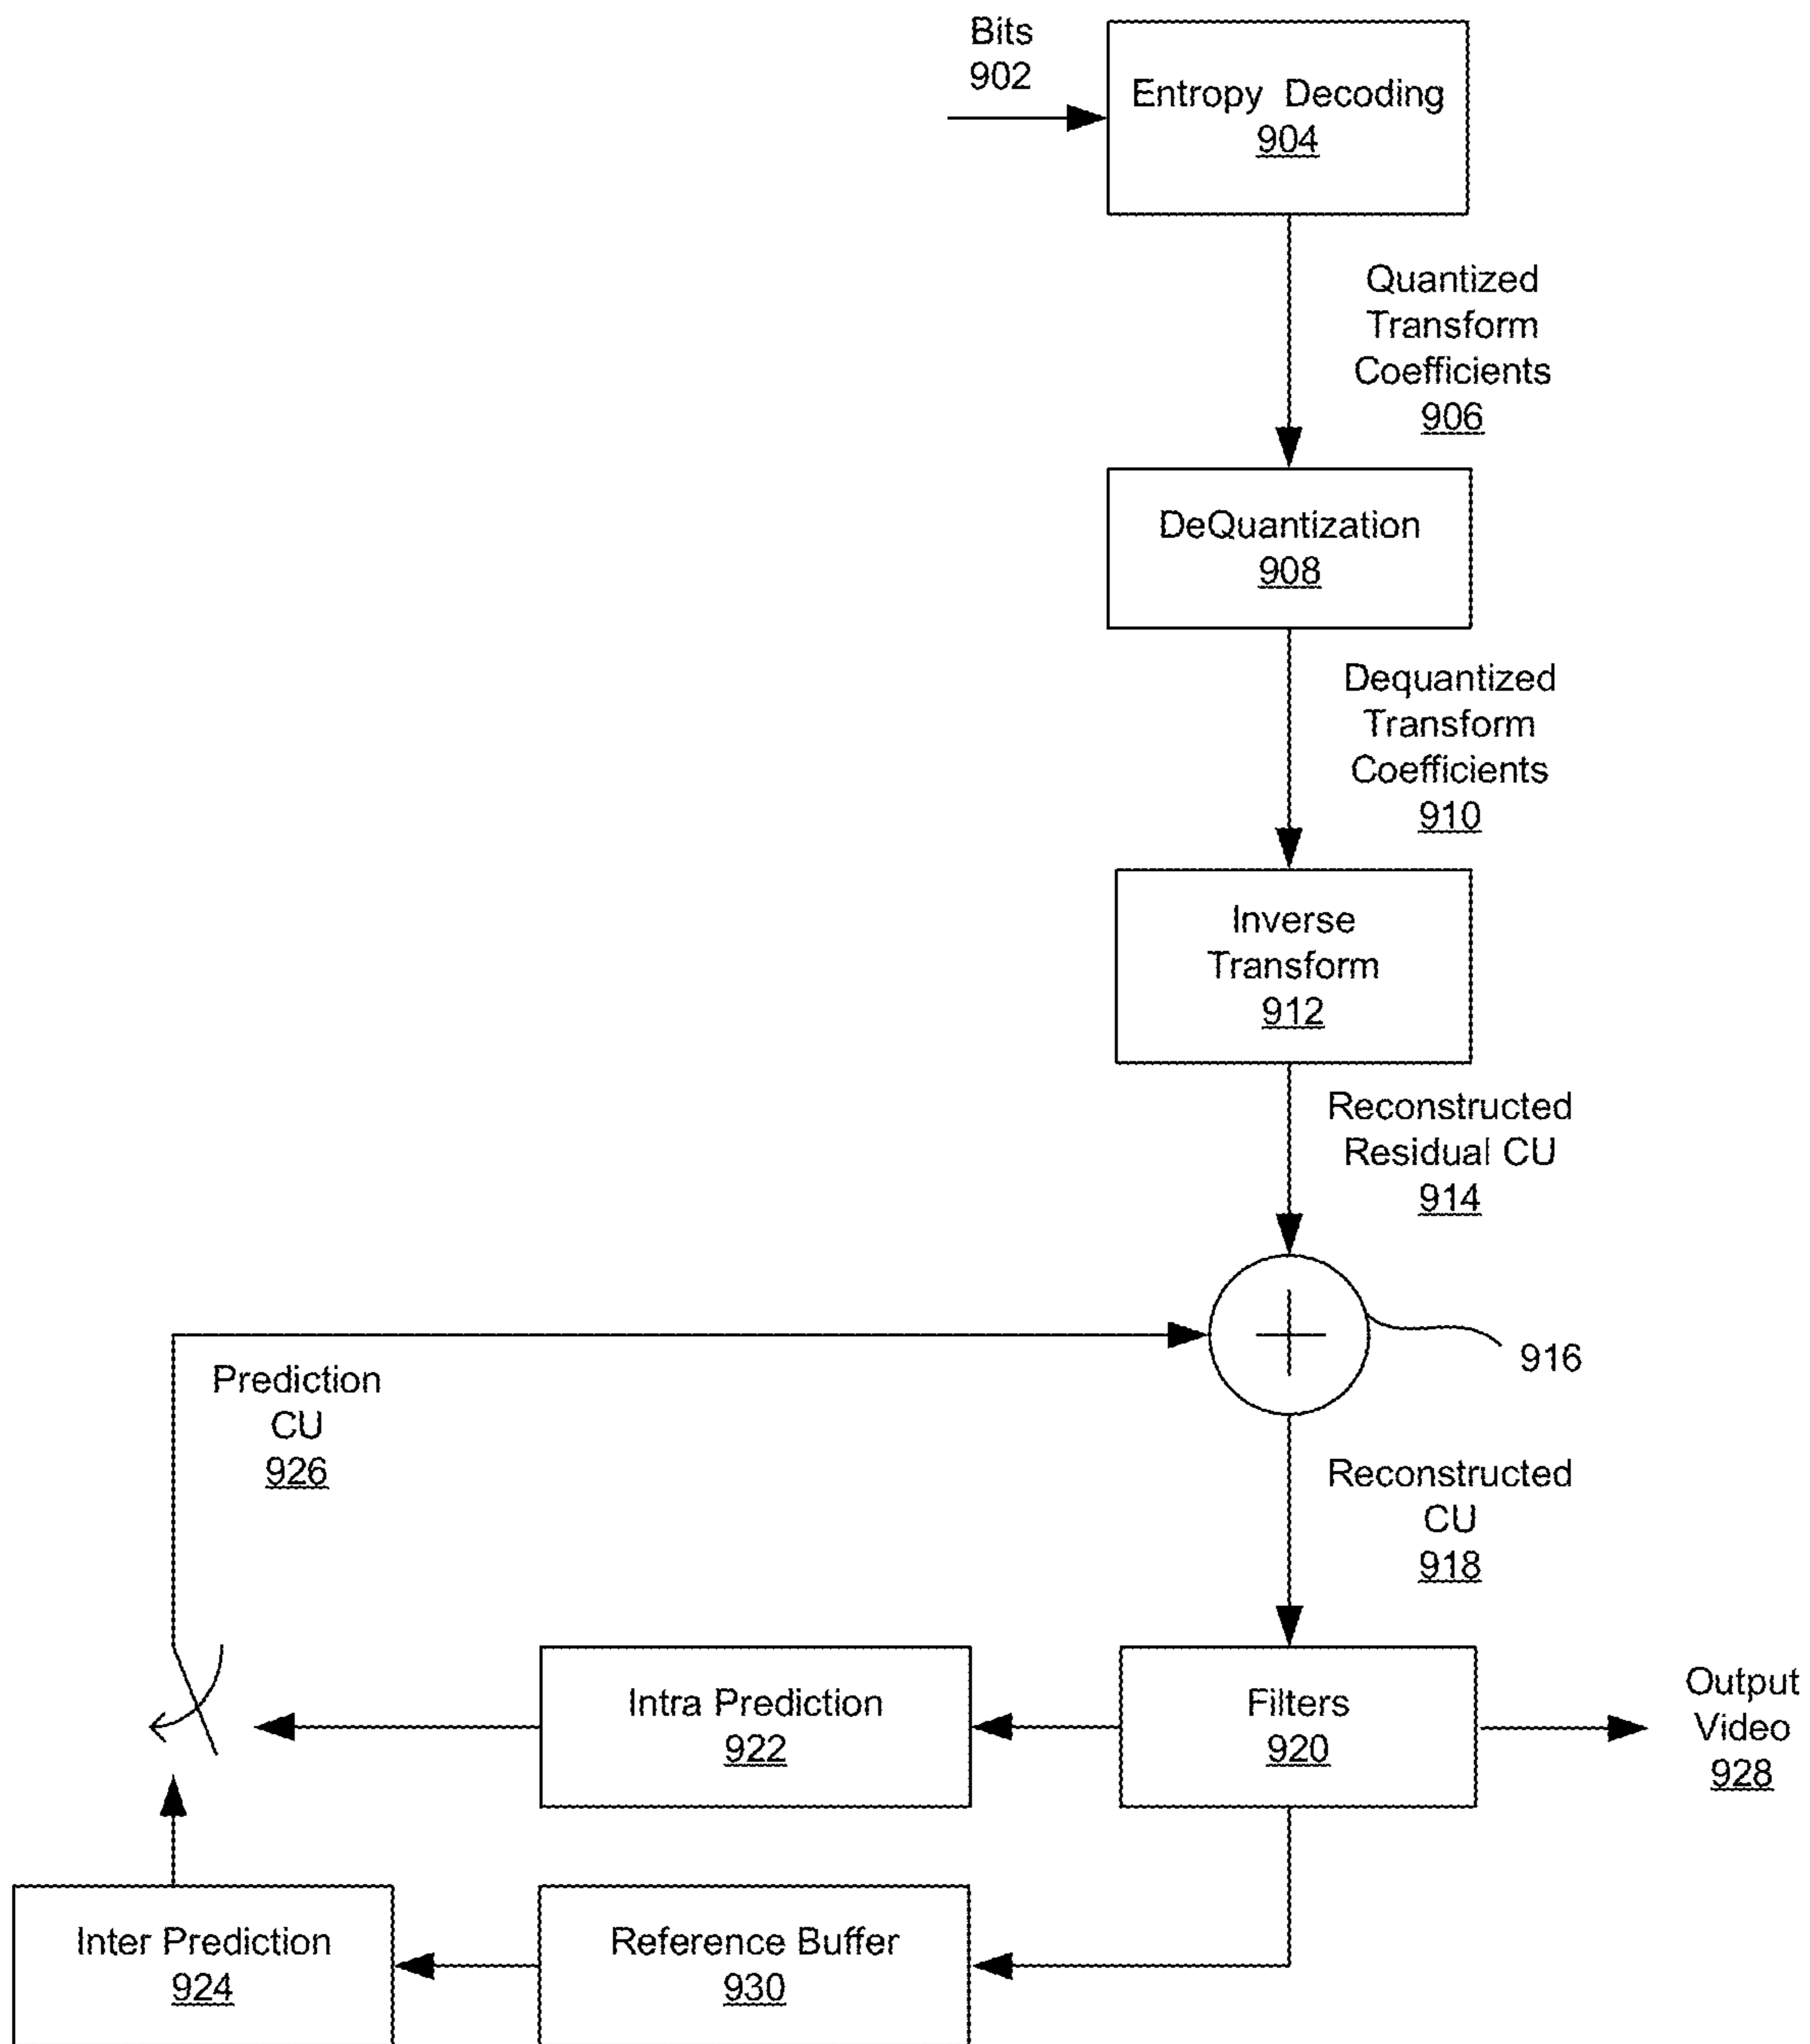 Bits
902
Entropy Decoding
904
Quantized
Transform
Coefficients
906
DeQuantization
908
Dequantized
Transform
Coefficients
910
Inverse
Transform
912
Reconstructed
Residual CU
914
916
Prediction
CU
926
Reconstructed
CU
918
Intra Prediction
922
Filters
920
Output
Video
928
Inter Prediction
924
Reference Buffer
930